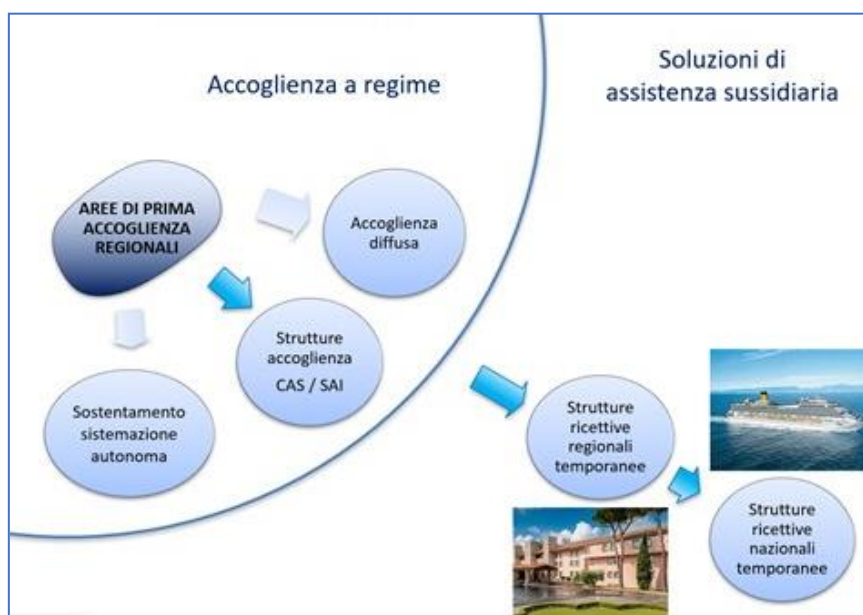 Accoglienza a regime
Soluzioni di
assistenza sussidiaria
AREE DI PRIMA
ACCOGLIENZA
REGIONALI
Accoglienza
diffusa
Strutture
accoglienza
CAS / SAI
Sostentamento
sistemazione
autonoma
Strutture
ricettive
regionali
temporanee
Strutture
ricettive
nazionali
temporanee